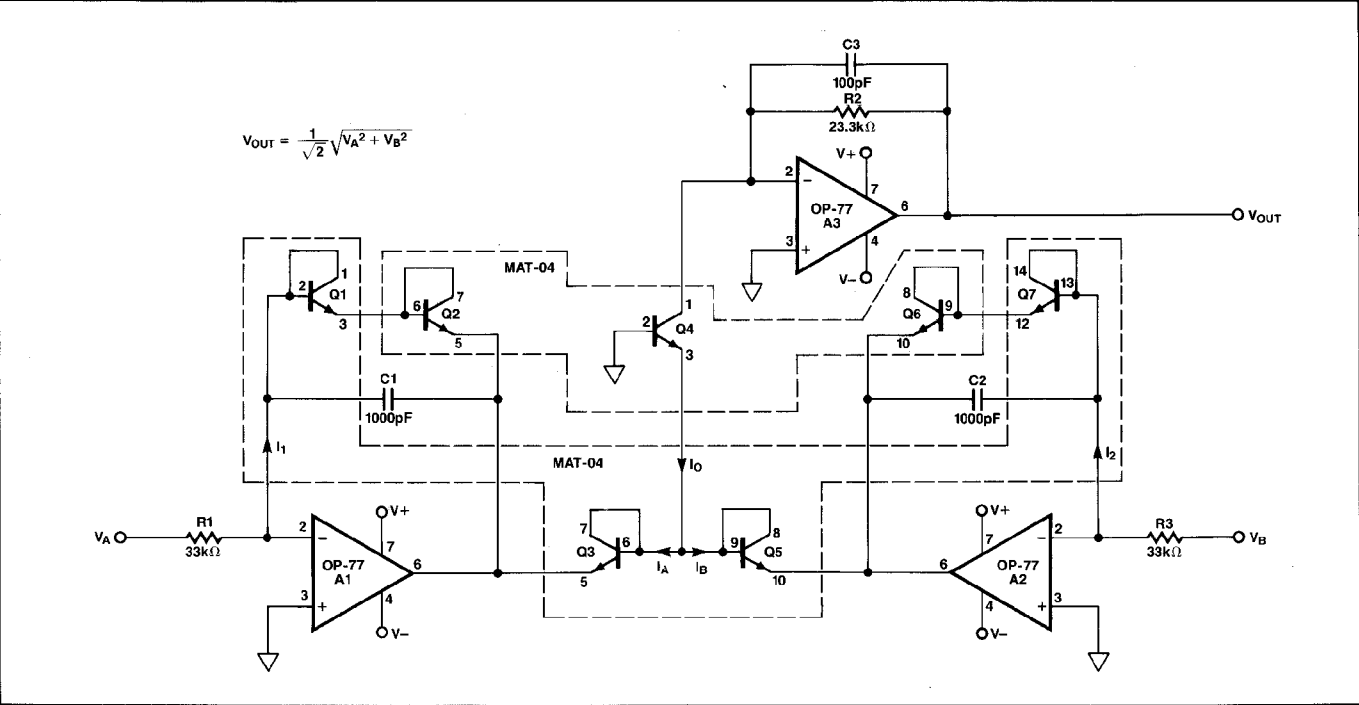 C3
100pF
R2
23.3kΩ
V_OUT = 1/√2 √V_A² + V_B²
V+
2
−
7
OP-77
A3
6
V_OUT
3
+
4
V−
MAT-04
1
2
Q1
3
7
6
Q2
5
1
2
Q4
3
8
9
Q6
10
14
13
Q7
12
C1
1000pF
C2
1000pF
I₁
MAT-04
I_O
I₂
V_A
R1
33kΩ
2
−
V+
7
OP-77
A1
6
3
+
4
V−
7
Q3
6
5
I_A
I_B
8
9
Q5
10
V+
7
2
−
6
OP-77
A2
4
V−
+
3
R3
33kΩ
V_B